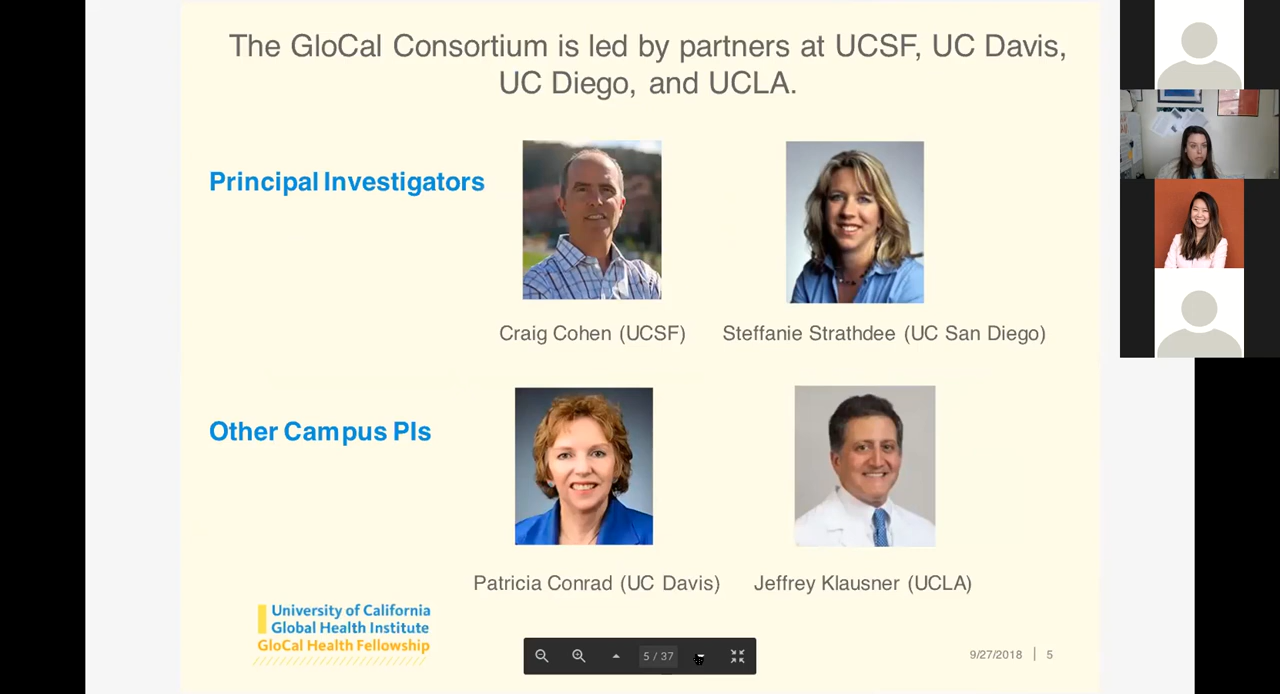 The GloCal Consortium is led by partners at UCSF, UC Davis,
UC Diego, and UCLA.
Principal Investigators
Craig Cohen (UCSF)
Steffanie Strathdee (UC San Diego)
Other Campus PIs
Patricia Conrad (UC Davis)
Jeffrey Klausner (UCLA)
University of California
Global Health Institute
GloCal Health Fellowship
5 / 37
9/27/2018 | 5